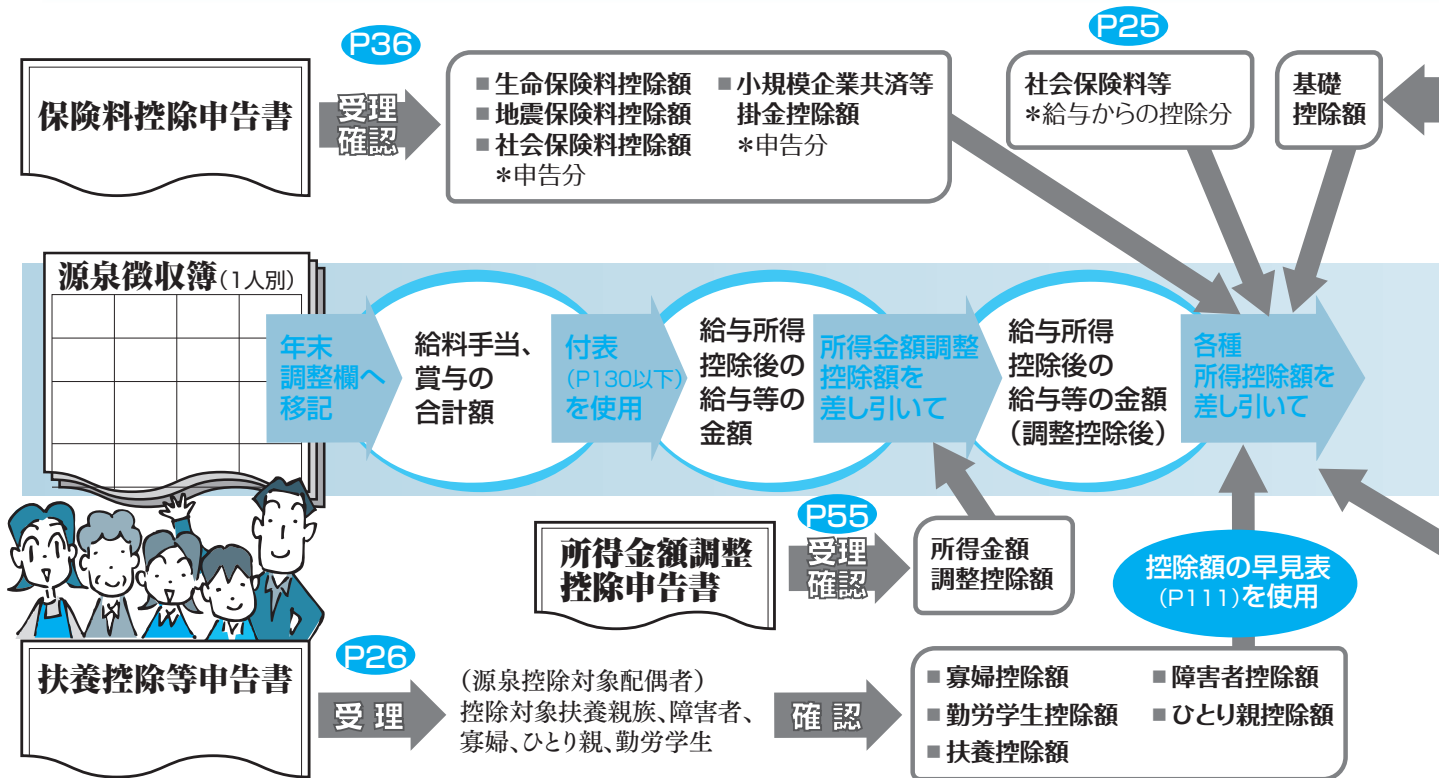 P36
保険料控除申告書
受理
確認
■生命保険料控除額
■地震保険料控除額
■社会保険料控除額
＊申告分
■小規模企業共済等
掛金控除額
＊申告分
P25
社会保険料等
＊給与からの控除分
基礎
控除額
源泉徴収簿(1人別)
年末
調整欄へ
移記
給料手当、
賞与の
合計額
付表
(P130以下)
を使用
給与所得
控除後の
給与等の
金額
所得金額調整
控除額を
差し引いて
給与所得
控除後の
給与等の金額
(調整控除後)
各種
所得控除額を
差し引いて
所得金額調整
控除申告書
P55
受理
確認
所得金額
調整控除額
控除額の早見表
(P111)を使用
扶養控除等申告書
P26
受理
(源泉控除対象配偶者)
控除対象扶養親族、障害者、
寡婦、ひとり親、勤労学生
確認
■寡婦控除額
■勤労学生控除額
■扶養控除額
■障害者控除額
■ひとり親控除額